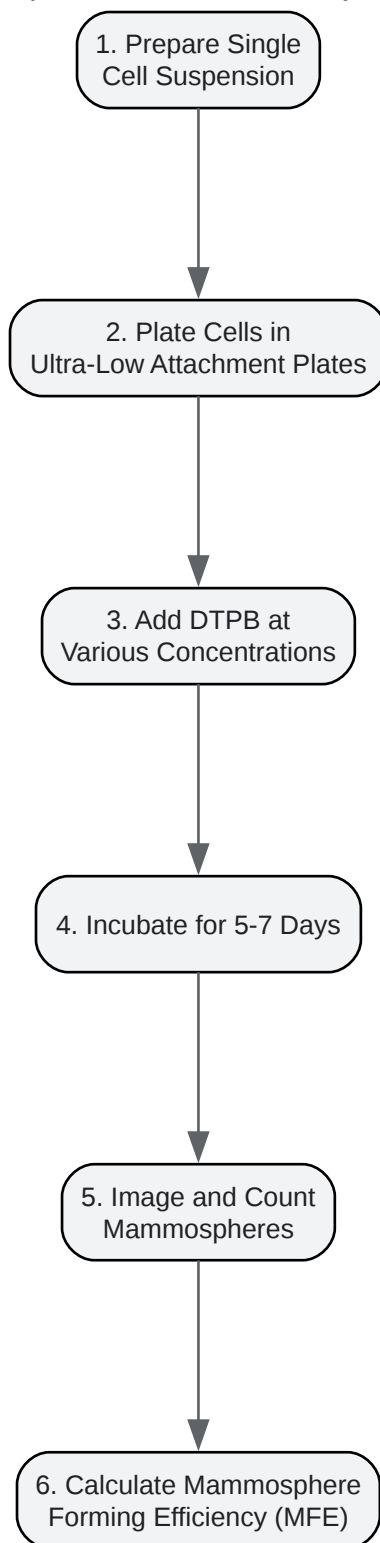 1. Prepare Single
Cell Suspension
2. Plate Cells in
Ultra-Low Attachment Plates
3. Add DTPB at
Various Concentrations
4. Incubate for 5-7 Days
5. Image and Count
Mammospheres
6. Calculate Mammosphere
Forming Efficiency (MFE)